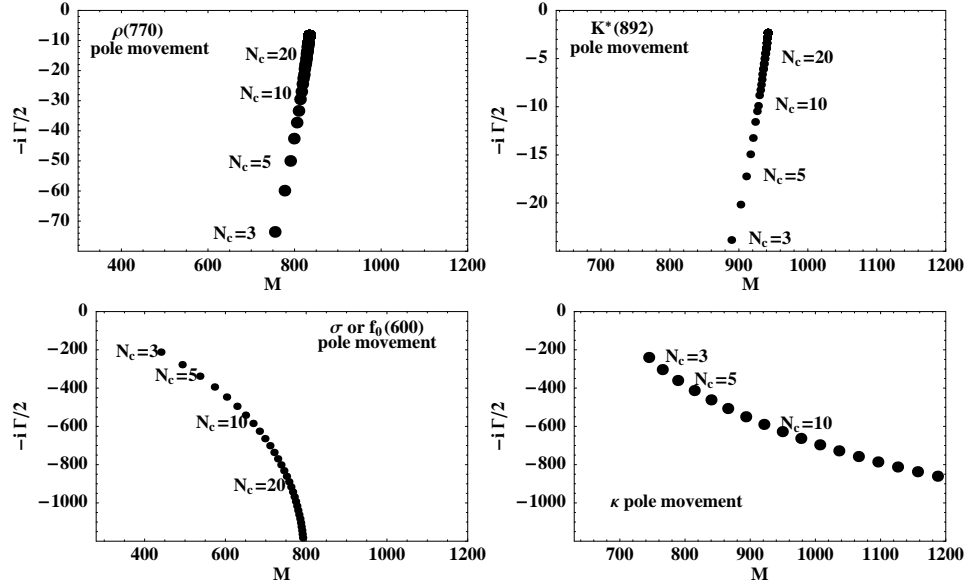 0
−10
−20
−30
−40
−50
−60
−70
−i Γ/2
ρ(770)
pole movement
N_c=20
N_c=10
N_c=5
N_c=3
400 600 800 1000 1200
M
0
−5
−10
−15
−20
−i Γ/2
K*(892)
pole movement
N_c=20
N_c=10
N_c=5
N_c=3
700 800 900 1000 1100 1200
M
0
−200
−400
−600
−800
−1000
−i Γ/2
σ or f_0(600)
pole movement
N_c=3
N_c=5
N_c=10
N_c=20
400 600 800 1000 1200
M
0
−200
−400
−600
−800
−1000
−i Γ/2
N_c=3
N_c=5
N_c=10
κ pole movement
700 800 900 1000 1100 1200
M